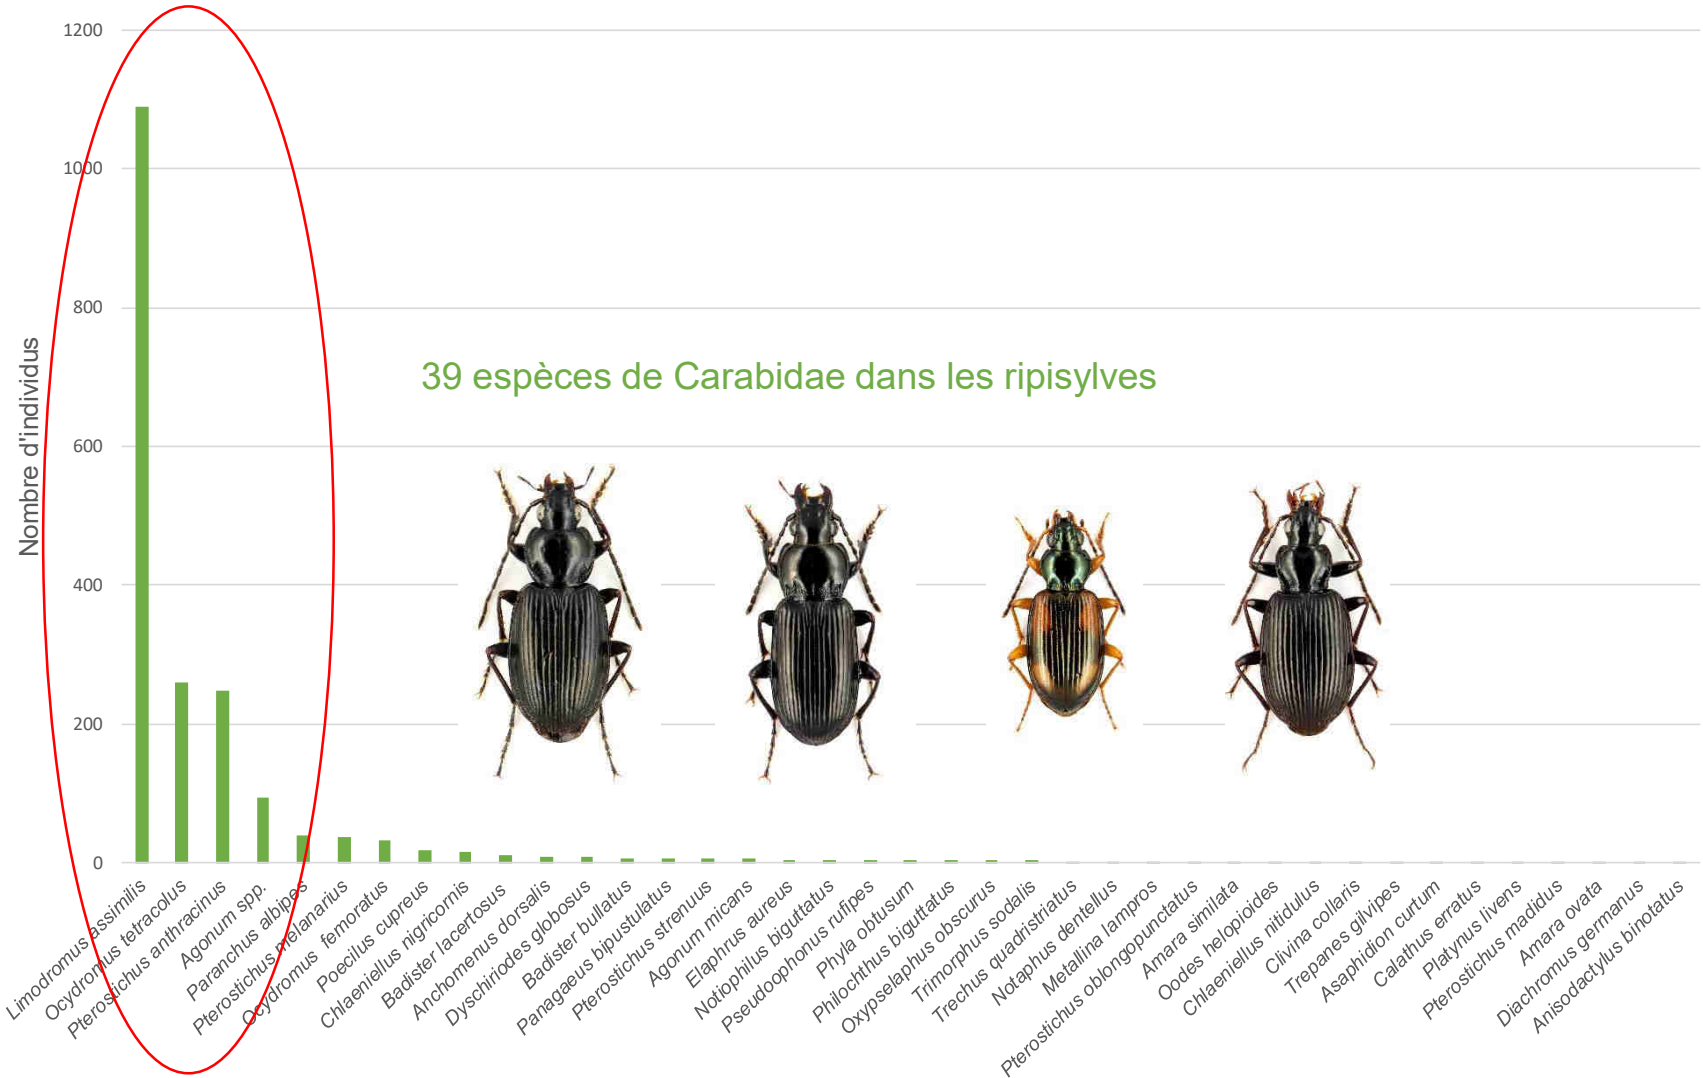 1200
1000
800
600
400
200
0
Nombre d'individus
39 espèces de Carabidae dans les ripisylves
Limodromus assimilis
Ocydromus tetracolus
Pterostichus anthracinus
Agonum spp.
Paranchus albipes
Pterostichus melanarius
Ocydromus femoratus
Poecilus cupreus
Chlaeniellus nigricornis
Badister lacertosus
Anchomenus dorsalis
Dyschiriodes globosus
Badister bullatus
Panagaeus bipustulatus
Pterostichus strenuus
Agonum micans
Elaphrus aureus
Notiophilus biguttatus
Pseudoophonus rufipes
Phyla obtusum
Philochthus biguttatus
Oxypselaphus obscurus
Trimorphus sodalis
Trechus quadristriatus
Notaphus dentellus
Metallina lampros
Pterostichus oblongopunctatus
Amara similata
Oodes helopioides
Chlaeniellus nitidulus
Clivina collaris
Trepanes gilvipes
Asaphidion curtum
Calathus erratus
Platynus livens
Pterostichus madidus
Amara ovata
Diachromus germanus
Anisodactylus binotatus